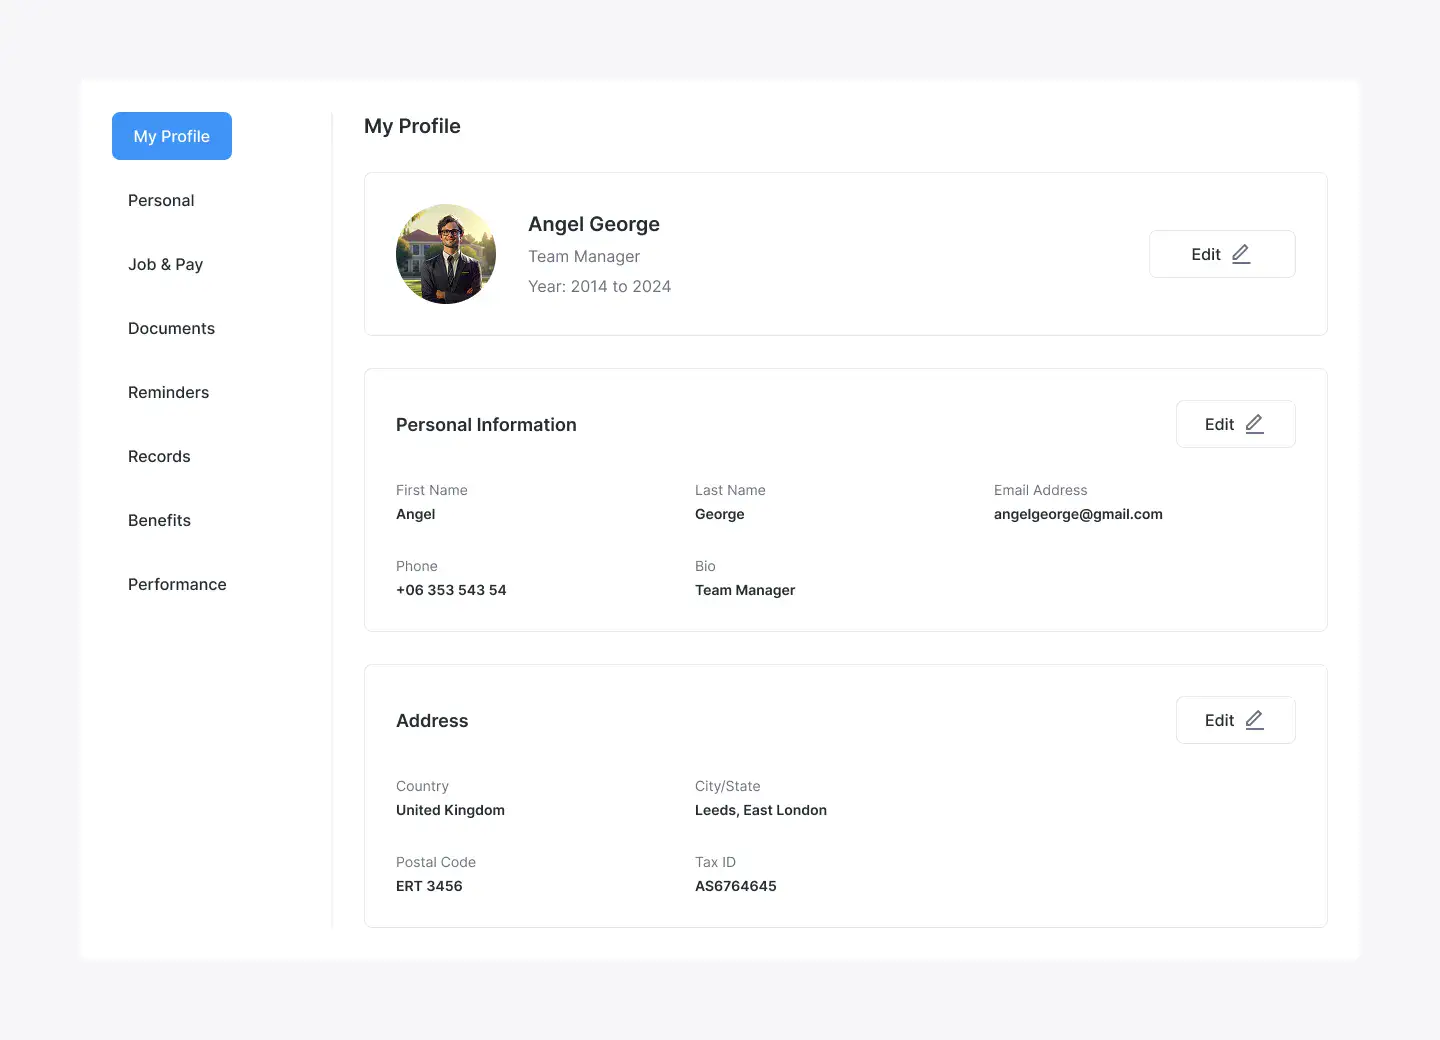 My Profile
Personal
Job & Pay
Documents
Reminders
Records
Benefits
Performance
My Profile
Angel George
Team Manager
Year: 2014 to 2024
Edit
Personal Information
Edit
First Name
Angel
Last Name
George
Email Address
angelgeorge@gmail.com
Phone
+06 353 543 54
Bio
Team Manager
Address
Edit
Country
United Kingdom
City/State
Leeds, East London
Postal Code
ERT 3456
Tax ID
AS6764645